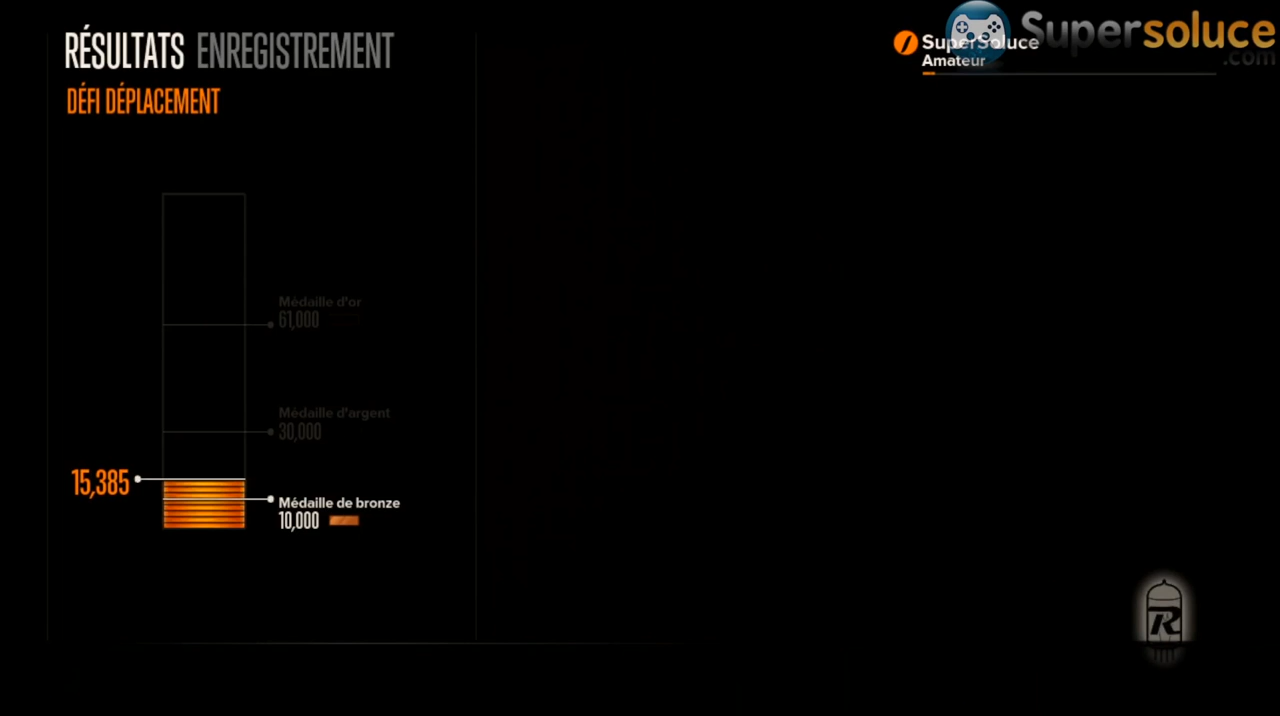 RÉSULTATS ENREGISTREMENT
DÉFI DÉPLACEMENT
SuperSoluce
Amateur
Supersoluce
.com
Médaille d'or
61,000
Médaille d'argent
30,000
15,385
Médaille de bronze
10,000
R